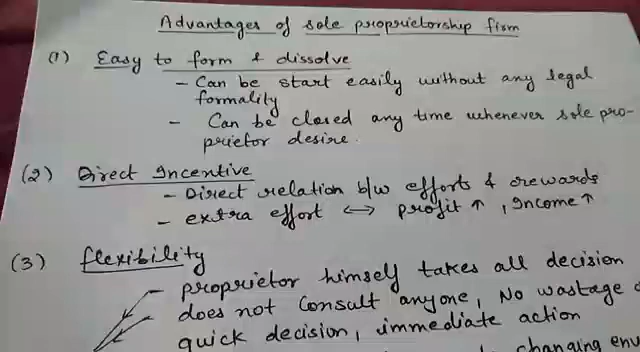 Advantages of sole proprietorship firm
(1) Easy to form & dissolve
- Can be start easily without any legal
formality
- Can be closed any time whenever sole pro-
prietor desire.
(2) Direct Incentive
- Direct relation b/w efforts & rewards
- extra effort ↔ profit ↑, Income ↑
(3) flexibility
- proprietor himself takes all decision
does not consult anyone, No wastage
quick decision, immediate action
changing